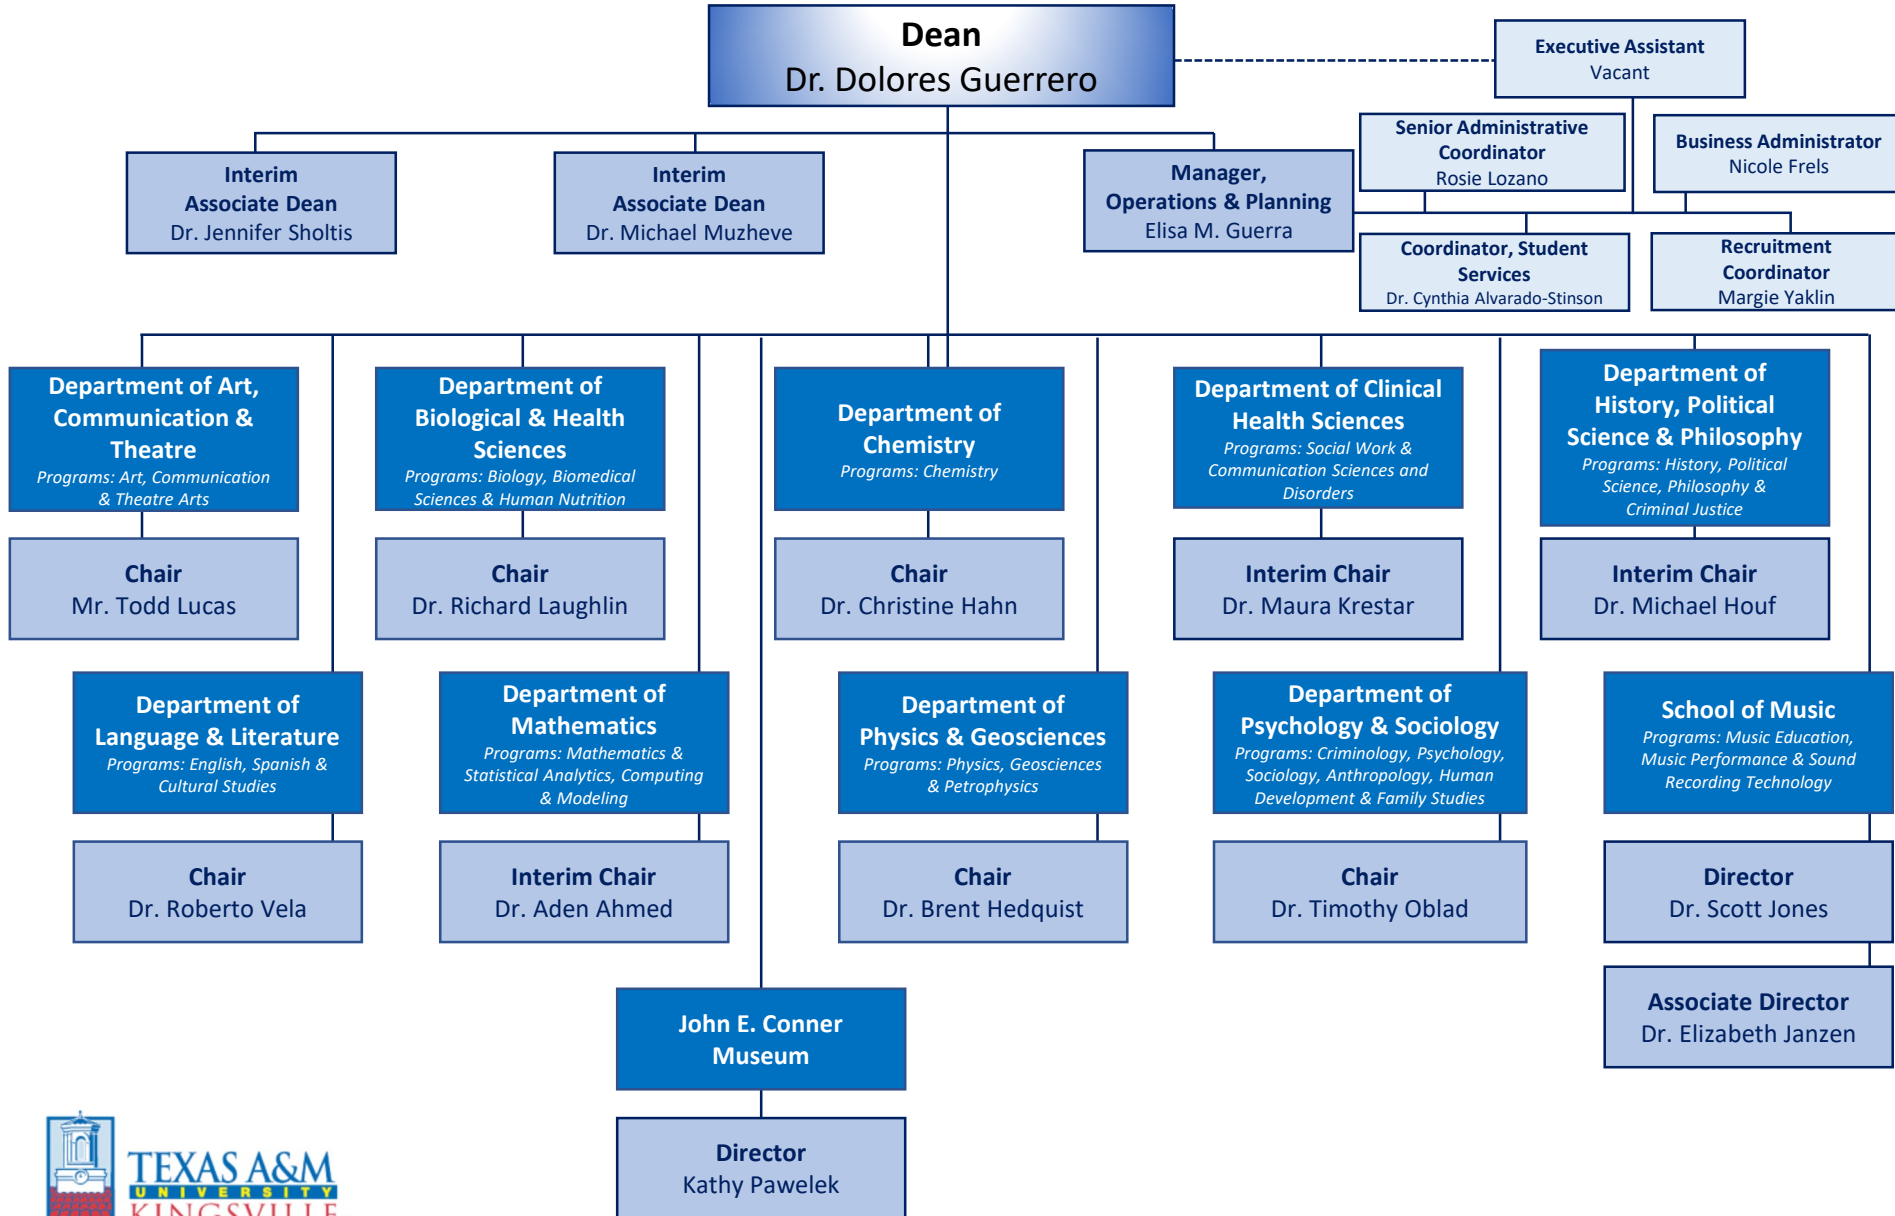 Dean
Dr. Dolores Guerrero
Executive Assistant
Vacant
Interim
Associate Dean
Dr. Jennifer Sholtis
Interim
Associate Dean
Dr. Michael Muzheve
Manager,
Operations & Planning
Elisa M. Guerra
Senior Administrative
Coordinator
Rosie Lozano
Business Administrator
Nicole Frels
Coordinator, Student
Services
Dr. Cynthia Alvarado-Stinson
Recruitment
Coordinator
Margie Yaklin
Department of Art,
Communication &
Theatre
Programs: Art, Communication
& Theatre Arts
Chair
Mr. Todd Lucas
Department of
Biological & Health
Sciences
Programs: Biology, Biomedical
Sciences & Human Nutrition
Chair
Dr. Richard Laughlin
Department of
Chemistry
Programs: Chemistry
Chair
Dr. Christine Hahn
Department of Clinical
Health Sciences
Programs: Social Work &
Communication Sciences and
Disorders
Interim Chair
Dr. Maura Krestar
Department of
History, Political
Science & Philosophy
Programs: History, Political
Science, Philosophy &
Criminal Justice
Interim Chair
Dr. Michael Houf
Department of
Language & Literature
Programs: English, Spanish &
Cultural Studies
Chair
Dr. Roberto Vela
Department of
Mathematics
Programs: Mathematics &
Statistical Analytics, Computing
& Modeling
Interim Chair
Dr. Aden Ahmed
Department of
Physics & Geosciences
Programs: Physics, Geosciences
& Petrophysics
Chair
Dr. Brent Hedquist
Department of
Psychology & Sociology
Programs: Criminology, Psychology,
Sociology, Anthropology, Human
Development & Family Studies
Chair
Dr. Timothy Oblad
School of Music
Programs: Music Education,
Music Performance & Sound
Recording Technology
Director
Dr. Scott Jones
Associate Director
Dr. Elizabeth Janzen
John E. Conner
Museum
Director
Kathy Pawelek
TEXAS A&M
UNIVERSITY
KINGSVILLE